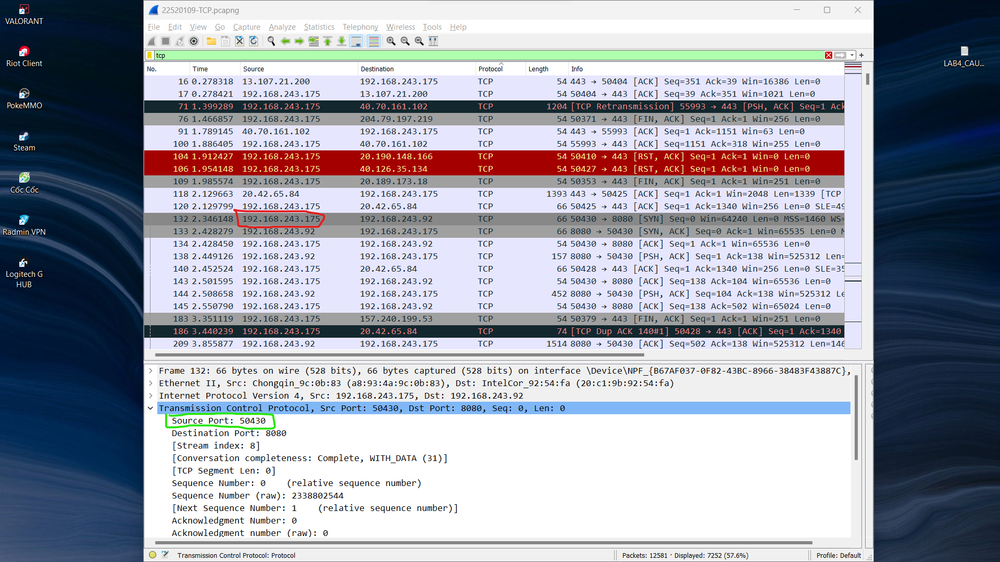 VALORANT
Riot Client
PokeMMO
Steam
Cốc Cốc
Radmin VPN
Logitech G
HUB
LAB4_CAU...
22520109-TCP.pcapng
File Edit View Go Capture Analyze Statistics Telephony Wireless Tools Help
tcp
No. Time Source Destination Protocol Length Info
16 0.278318 13.107.21.200 192.168.243.175 TCP 54 443 → 50404 [ACK] Seq=351 Ack=39 Win=16386 Len=0
17 0.278421 192.168.243.175 13.107.21.200 TCP 54 50404 → 443 [ACK] Seq=39 Ack=351 Win=1021 Len=0
71 1.399289 192.168.243.175 40.70.161.102 TCP 1204 [TCP Retransmission] 55993 → 443 [PSH, ACK] Seq=1 Ack
76 1.466857 192.168.243.175 204.79.197.219 TCP 54 50371 → 443 [FIN, ACK] Seq=1 Ack=1 Win=256 Len=0
91 1.789145 40.70.161.102 192.168.243.175 TCP 54 443 → 55993 [ACK] Seq=1 Ack=1151 Win=63 Len=0
100 1.886405 192.168.243.175 40.70.161.102 TCP 54 55993 → 443 [ACK] Seq=1151 Ack=318 Win=255 Len=0
104 1.912427 192.168.243.175 20.190.148.166 TCP 54 50410 → 443 [RST, ACK] Seq=1 Ack=1 Win=0 Len=0
106 1.954148 192.168.243.175 40.126.35.134 TCP 54 50427 → 443 [RST, ACK] Seq=1 Ack=1 Win=0 Len=0
109 1.985574 192.168.243.175 20.189.173.18 TCP 54 50353 → 443 [FIN, ACK] Seq=1 Ack=1 Win=251 Len=0
118 2.129663 20.42.65.84 192.168.243.175 TCP 1393 443 → 50425 [ACK] Seq=1 Ack=1 Win=2048 Len=1339 [TCP
120 2.129799 192.168.243.175 20.42.65.84 TCP 66 50425 → 443 [ACK] Seq=1 Ack=1340 Win=256 Len=0 SLE=49
132 2.346148 192.168.243.175 192.168.243.92 TCP 66 50430 → 8080 [SYN] Seq=0 Win=64240 Len=0 MSS=1460 WS=
133 2.428279 192.168.243.92 192.168.243.175 TCP 66 8080 → 50430 [SYN, ACK] Seq=0 Ack=1 Win=65535 Len=0 M
134 2.428450 192.168.243.175 192.168.243.92 TCP 54 50430 → 8080 [ACK] Seq=1 Ack=1 Win=65536 Len=0
138 2.449126 192.168.243.92 192.168.243.175 TCP 157 8080 → 50430 [PSH, ACK] Seq=1 Ack=138 Win=525312 Len=
140 2.452524 192.168.243.175 20.42.65.84 TCP 66 50428 → 443 [ACK] Seq=1 Ack=1340 Win=256 Len=0 SLE=35
143 2.501595 192.168.243.175 192.168.243.92 TCP 54 50430 → 8080 [ACK] Seq=138 Ack=104 Win=65536 Len=0
144 2.508658 192.168.243.92 192.168.243.175 TCP 452 8080 → 50430 [PSH, ACK] Seq=104 Ack=138 Win=525312 Le
145 2.550790 192.168.243.175 192.168.243.92 TCP 54 50430 → 8080 [ACK] Seq=138 Ack=502 Win=65024 Len=0
183 3.351119 192.168.243.175 157.240.199.53 TCP 54 50379 → 443 [FIN, ACK] Seq=1 Ack=1 Win=251 Len=0
186 3.440239 192.168.243.175 20.42.65.84 TCP 74 [TCP Dup ACK 140#1] 50428 → 443 [ACK] Seq=1 Ack=1340
209 3.855877 192.168.243.92 192.168.243.175 TCP 1514 8080 → 50430 [ACK] Seq=502 Ack=138 Win=525312 Len=146
Frame 132: 66 bytes on wire (528 bits), 66 bytes captured (528 bits) on interface \Device\NPF_{B67AF037-0F82-43BC-8966-38483F43887C},
Ethernet II, Src: Chongqin_9c:0b:83 (a8:93:4a:9c:0b:83), Dst: IntelCor_92:54:fa (20:c1:9b:92:54:fa)
Internet Protocol Version 4, Src: 192.168.243.175, Dst: 192.168.243.92
Transmission Control Protocol, Src Port: 50430, Dst Port: 8080, Seq: 0, Len: 0
Source Port: 50430
Destination Port: 8080
[Stream index: 8]
[Conversation completeness: Complete, WITH_DATA (31)]
[TCP Segment Len: 0]
Sequence Number: 0 (relative sequence number)
Sequence Number (raw): 2338802544
[Next Sequence Number: 1 (relative sequence number)]
Acknowledgment Number: 0
Acknowledgment number (raw): 0
Transmission Control Protocol: Protocol
Packets: 12581 · Displayed: 7252 (57.6%)
Profile: Default